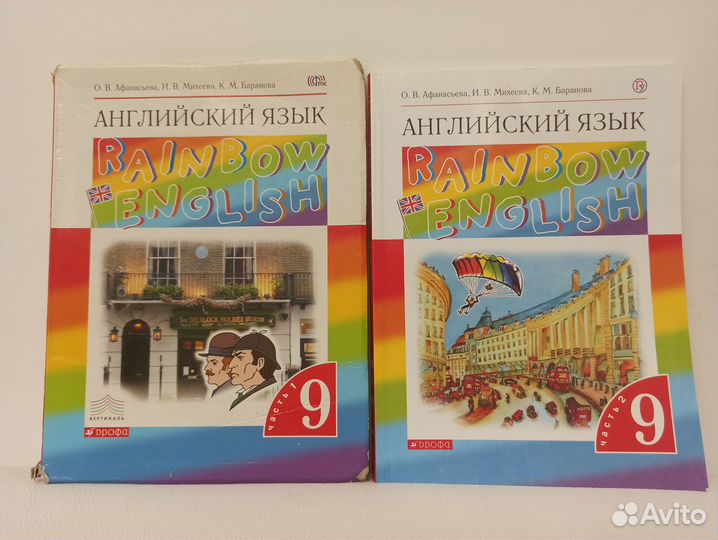 О. В. Афанасьева, И. В. Михеева, К. М. Баранова
АНГЛИЙСКИЙ ЯЗЫК
RAINBOW
ENGLISH
The SHERLOCK HOLMES MUSEUM
ВЕРТИКАЛЬ
дрофа
часть 1
9
О. В. Афанасьева, И. В. Михеева, К. М. Баранова
АНГЛИЙСКИЙ ЯЗЫК
RAINBOW
ENGLISH
дрофа
часть 2
9
Avito